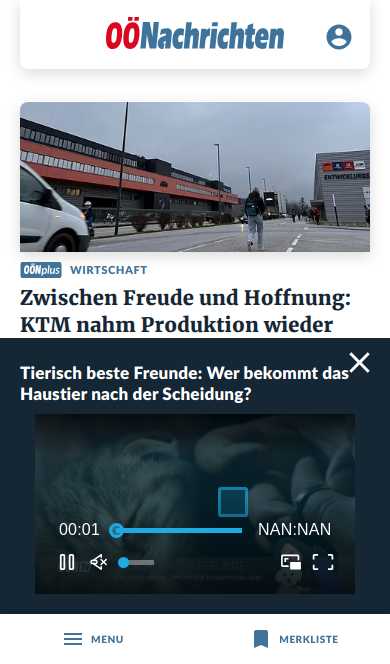 OÖNachrichten
ENTWICKLUNG
OÖNplus WIRTSCHAFT
Zwischen Freude und Hoffnung:
KTM nahm Produktion wieder
Tierisch beste Freunde: Wer bekommt das
Haustier nach der Scheidung?
00:01
NAN:NAN
MENU
MERKLISTE